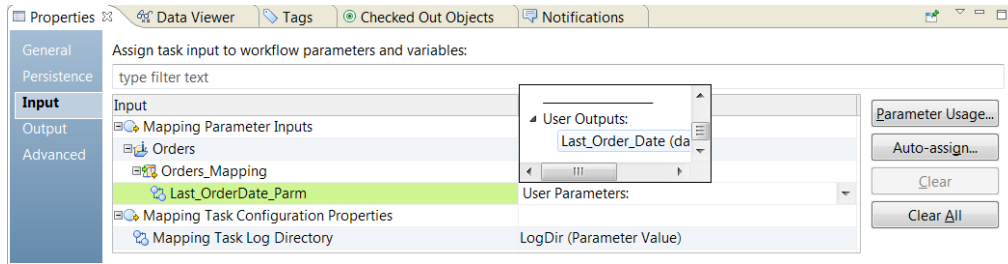 Properties Data Viewer Tags Checked Out Objects Notifications
General
Persistence
Input
Output
Advanced
Assign task input to workflow parameters and variables:
type filter text
Input
Mapping Parameter Inputs
Orders
Orders_Mapping
Last_OrderDate_Parm User Parameters:
Mapping Task Configuration Properties
Mapping Task Log Directory LogDir (Parameter Value)
User Outputs:
Last_Order_Date (da
Parameter Usage...
Auto-assign...
Clear
Clear All